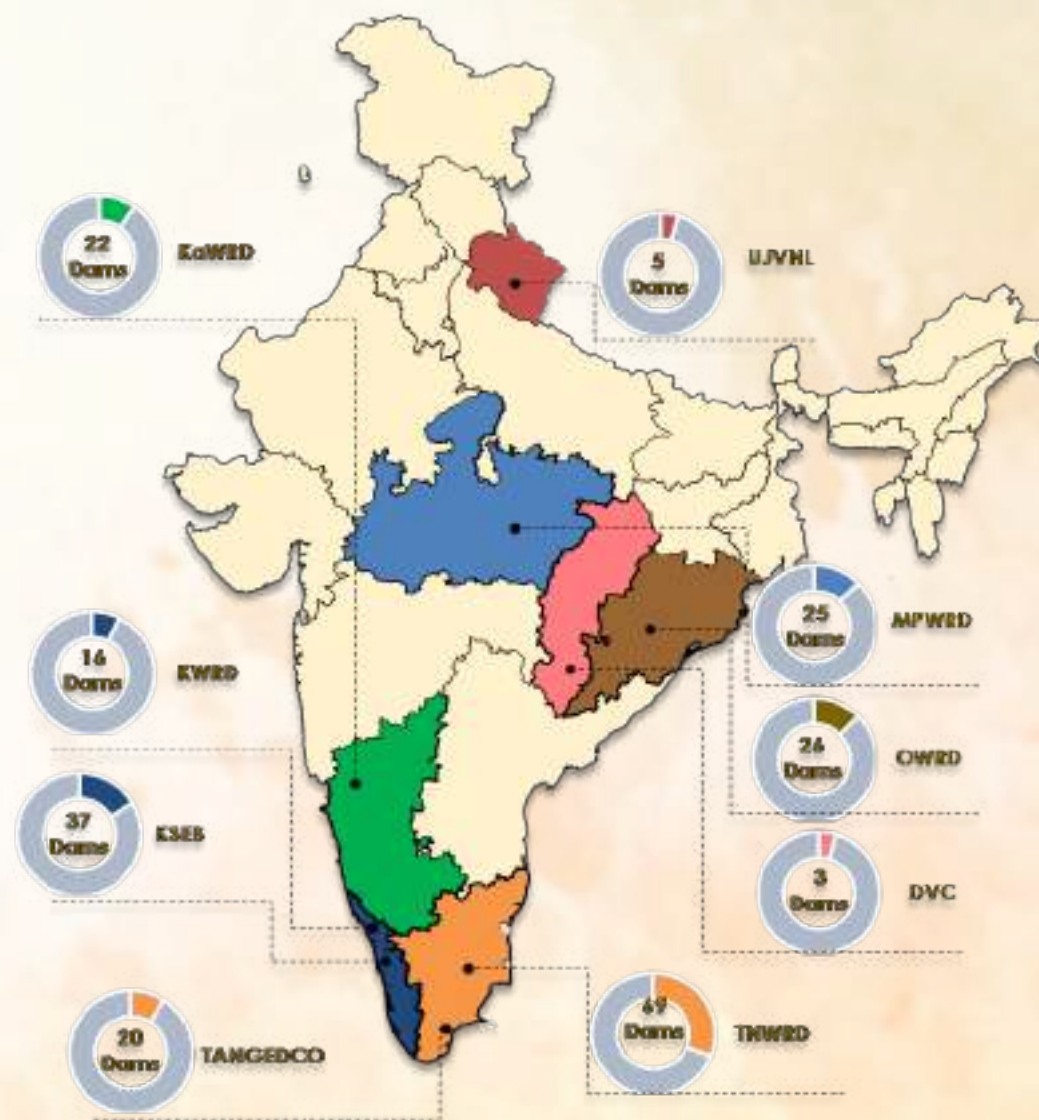 22
Dams
KaWRD
5
Dams
UJVNL
16
Dams
KWRD
25
Dams
MPWRD
37
Dams
KSEB
26
Dams
OWRD
3
Dams
DVC
20
Dams
TANGEDCO
69
Dams
TNWRD